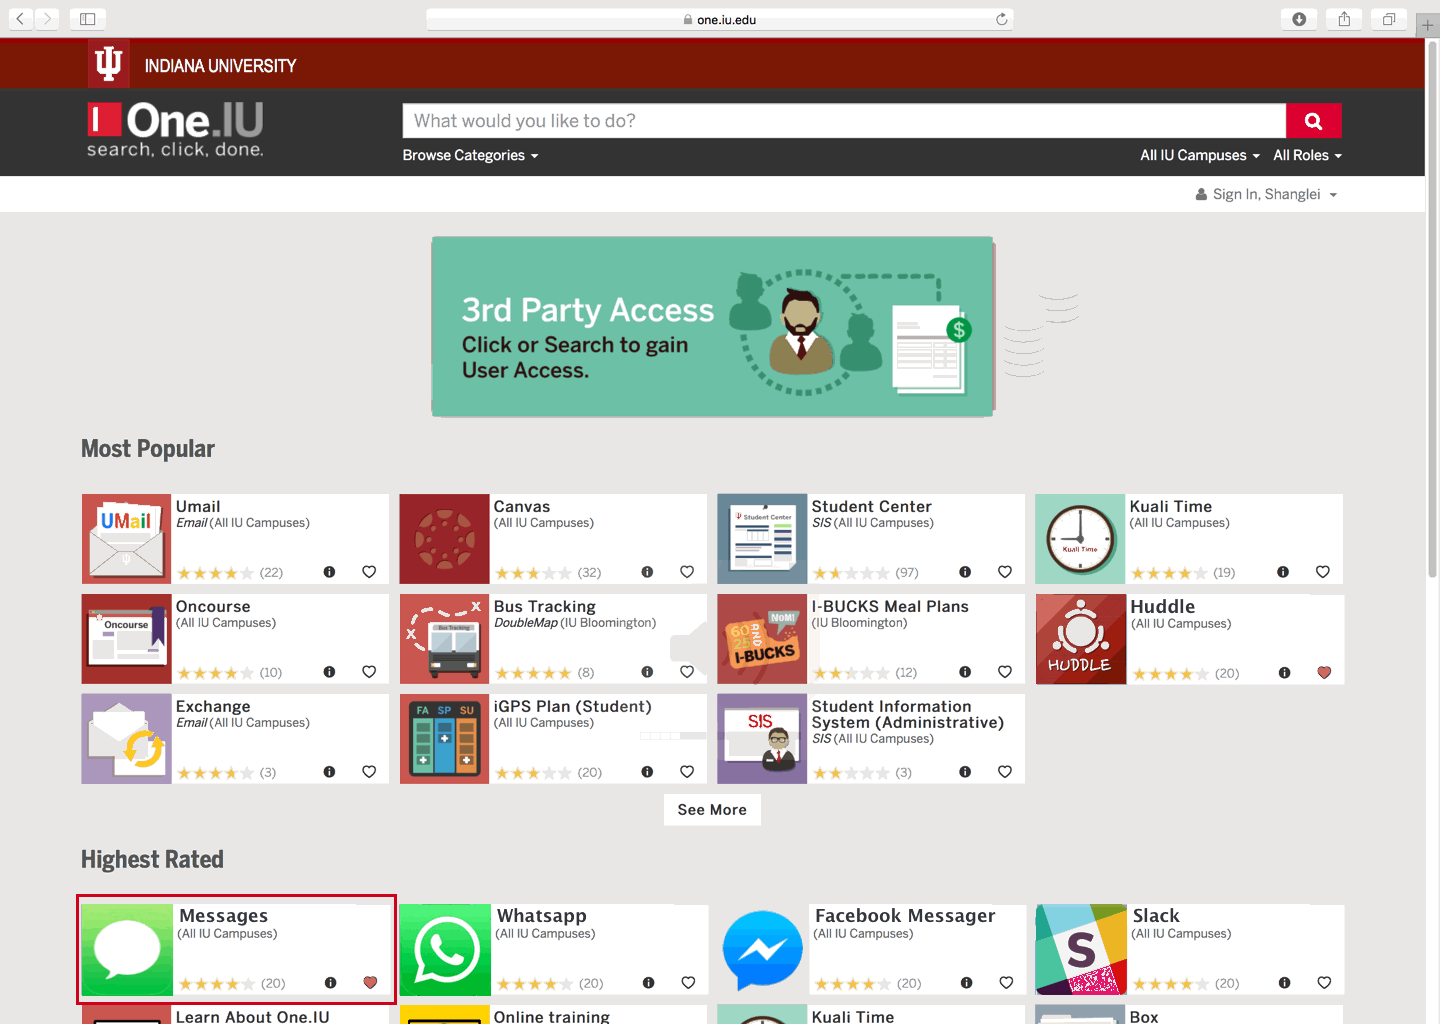 one.iu.edu
INDIANA UNIVERSITY
One.IU
search, click, done.
What would you like to do?
Browse Categories
All IU Campuses
All Roles
Sign In, Shanglei
3rd Party Access
Click or Search to gain
User Access.
$
Most Popular
UMail
Umail
Email (All IU Campuses)
(22)
Canvas
(All IU Campuses)
(32)
Student Center
Student Center
SIS (All IU Campuses)
(97)
Kuali Time
Kuali Time
(All IU Campuses)
(19)
Oncourse
Oncourse
(All IU Campuses)
(10)
Bus Tracking
X
X
Bus Tracking
DoubleMap (IU Bloomington)
(8)
NoM!
60
AND
25
I-BUCKS
I-BUCKS Meal Plans
(IU Bloomington)
(12)
HUDDLE
Huddle
(All IU Campuses)
(20)
Exchange
Email (All IU Campuses)
(3)
FA SP SU
iGPS Plan (Student)
(All IU Campuses)
(20)
SIS
Student Information
System (Administrative)
SIS (All IU Campuses)
(3)
See More
Highest Rated
Messages
(All IU Campuses)
(20)
Whatsapp
(All IU Campuses)
(20)
Facebook Messager
(All IU Campuses)
(20)
S
Slack
(All IU Campuses)
(20)
Learn About One.IU
Online training
Kuali Time
Box